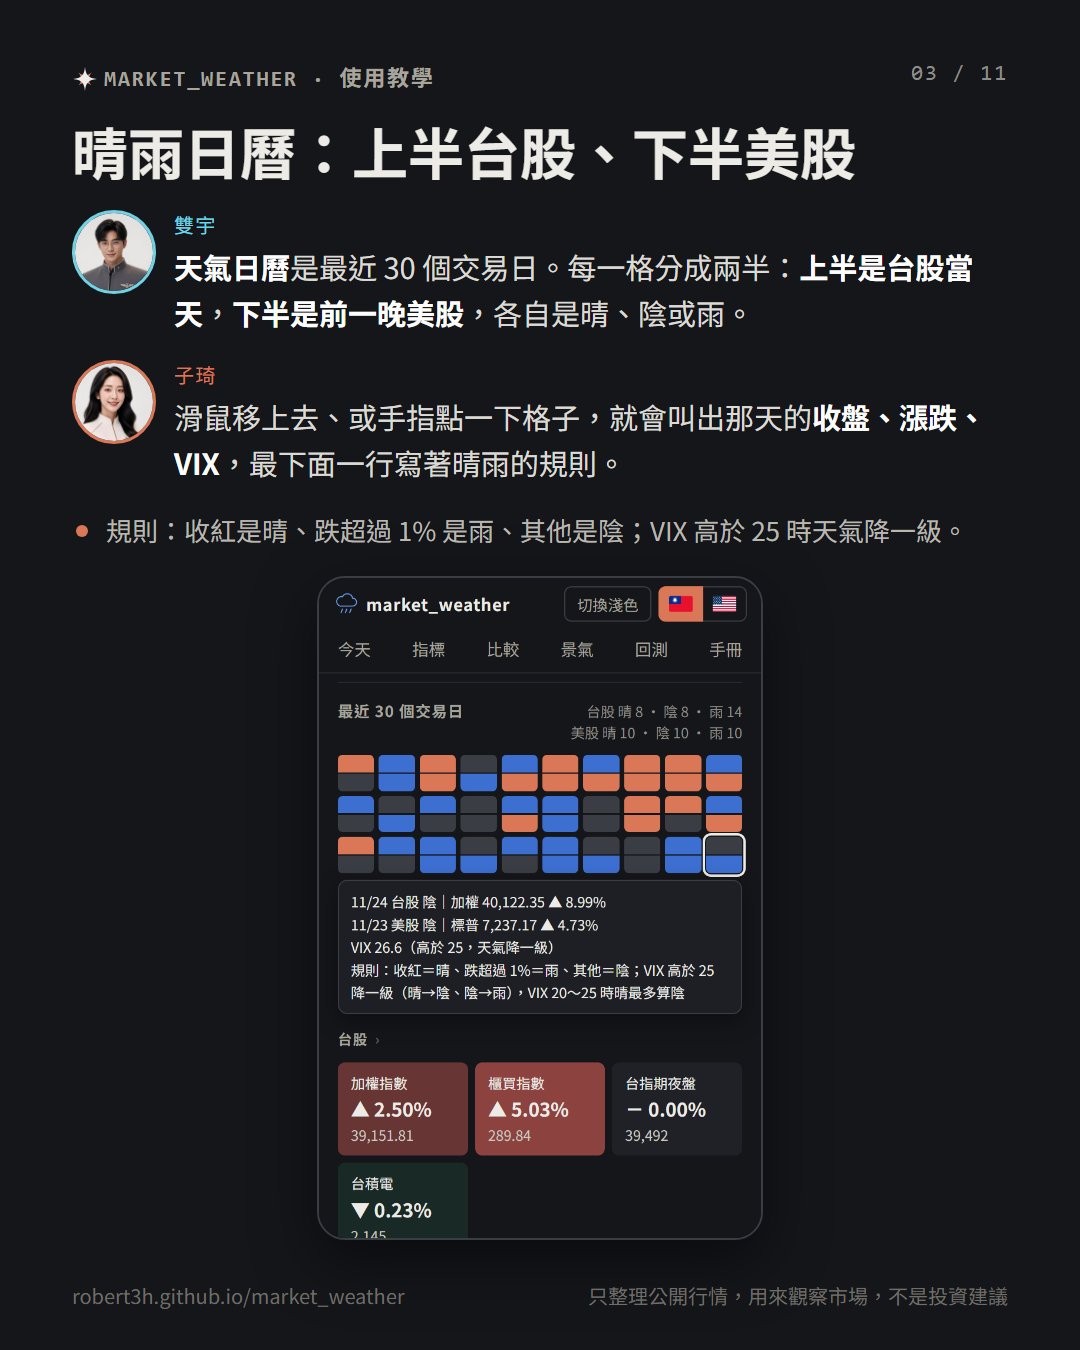 MARKET_WEATHER · 使用教學
03 / 11
晴雨日曆：上半台股、下半美股
雙宇
天氣日曆是最近 30 個交易日。每一格分成兩半：上半是台股當
天，下半是前一晚美股，各自是晴、陰或雨。
子琦
滑鼠移上去、或手指點一下格子，就會叫出那天的收盤、漲跌、
VIX，最下面一行寫著晴雨的規則。
規則：收紅是晴、跌超過 1% 是雨、其他是陰；VIX 高於 25 時天氣降一級。
market_weather
切換淺色
今天 指標 比較 景氣 回測 手冊
最近 30 個交易日
台股 晴 8 · 陰 8 · 雨 14
美股 晴 10 · 陰 10 · 雨 10
11/24 台股 陰｜加權 40,122.35 ▲ 8.99%
11/23 美股 陰｜標普 7,237.17 ▲ 4.73%
VIX 26.6（高於 25，天氣降一級）
規則：收紅＝晴、跌超過 1%＝雨、其他＝陰；VIX 高於 25
降一級（晴→陰、陰→雨），VIX 20～25 時晴最多算陰
台股 ›
加權指數
▲ 2.50%
39,151.81
櫃買指數
▲ 5.03%
289.84
台指期夜盤
– 0.00%
39,492
台積電
▼ 0.23%
2,145
robert3h.github.io/market_weather
只整理公開行情，用來觀察市場，不是投資建議